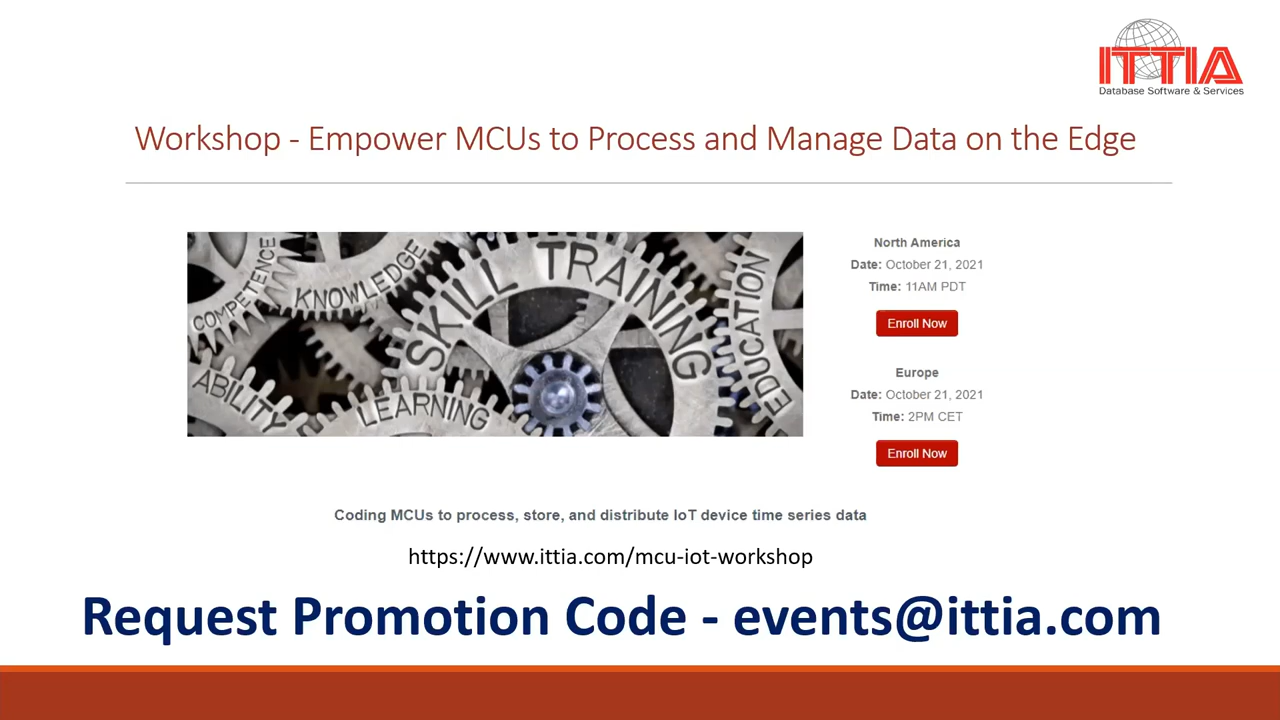 ITTIA
Database Software & Services
Workshop - Empower MCUs to Process and Manage Data on the Edge
COMPETENCE
KNOWLEDGE
SKILL TRAINING
EDUCATION
ABILITY
LEARNING
North America
Date: October 21, 2021
Time: 11AM PDT
Enroll Now
Europe
Date: October 21, 2021
Time: 2PM CET
Enroll Now
Coding MCUs to process, store, and distribute IoT device time series data
https://www.ittia.com/mcu-iot-workshop
Request Promotion Code - events@ittia.com